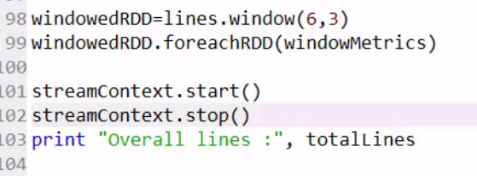 98 windowedRDD=lines.window(6,3)
99 windowedRDD.foreachRDD(windowMetrics)
100
101 streamContext.start()
102 streamContext.stop()
103 print "Overall lines :", totalLines
104